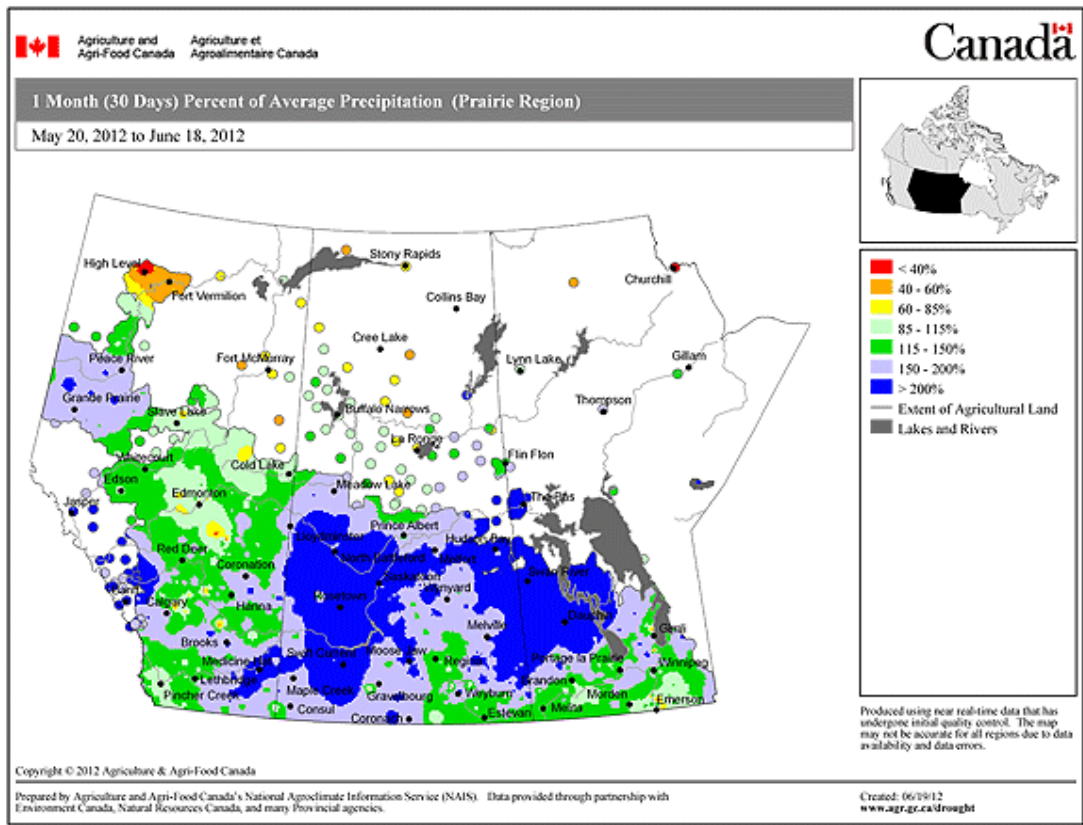 Agriculture and Agriculture et
Agri-Food Canada Agroalimentaire Canada
Canada
1 Month (30 Days) Percent of Average Precipitation (Prairie Region)
May 20, 2012 to June 18, 2012
High Level
Fort Vermilion
Stony Rapids
Churchill
Collins Bay
Peace River
Fort McMurray
Cree Lake
Lynn Lake
Gillam
Grande Prairie
Slave Lake
Buffalo Narrows
Thompson
La Ronge
Whitecourt
Cold Lake
Flin Flon
Edson
Edmonton
Meadow Lake
Jasper
The Pas
Prince Albert
Lloydminster
Hudson Bay
Red Deer
North Battleford
Melfort
Coronation
Saskatoon
Swan River
Banff
Wynyard
Calgary
Hanna
Rosetown
Dauphin
Melville
Gimli
Brooks
Swift Current
Moose Jaw
Medicine Hat
Regina
Portage la Prairie
Winnipeg
Lethbridge
Brandon
Pincher Creek
Maple Creek
Gravelbourg
Weyburn
Morden
Emerson
Consul
Coronach
Estevan
Melita
< 40%
40 - 60%
60 - 85%
85 - 115%
115 - 150%
150 - 200%
> 200%
Extent of Agricultural Land
Lakes and Rivers
Produced using near real-time data that has
undergone initial quality control. The map
may not be accurate for all regions due to data
availability and data errors.
Copyright © 2012 Agriculture & Agri-Food Canada
Prepared by Agriculture and Agri-Food Canada's National Agroclimate Information Service (NAIS). Data provided through partnership with
Environment Canada, Natural Resources Canada, and many Provincial agencies.
Created: 06/19/12
www.agr.gc.ca/drought